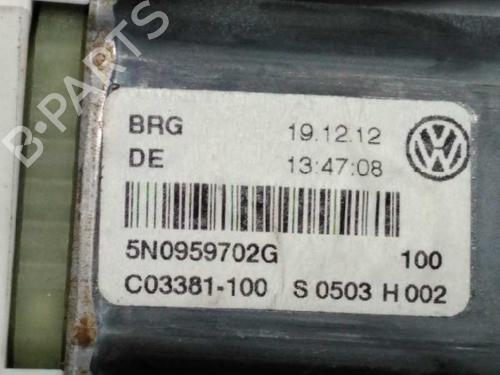 B-PARTS
BRG 19.12.12
DE 13:47:08
5N0959702G 100
C03381-100 S 0503 H 002